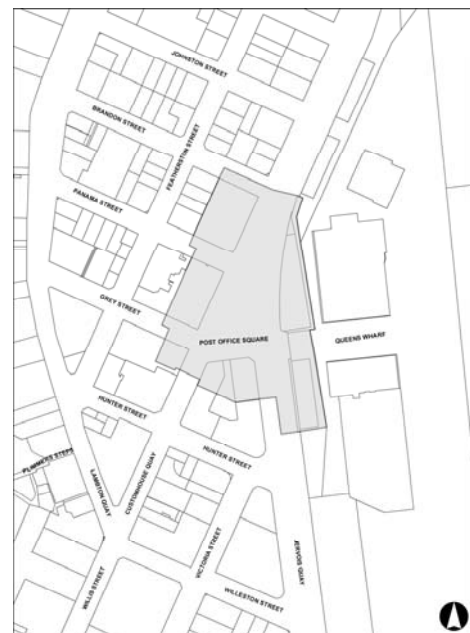 JOHNSTON STREET
BRANDON STREET
FEATHERSTON STREET
PANAMA STREET
GREY STREET
POST OFFICE SQUARE
QUEENS WHARF
HUNTER STREET
HUNTER STREET
PLIMMERS STEPS
LAMBTON QUAY
CUSTOMHOUSE QUAY
VICTORIA STREET
JERVOIS QUAY
WILLIS STREET
WILLESTON STREET